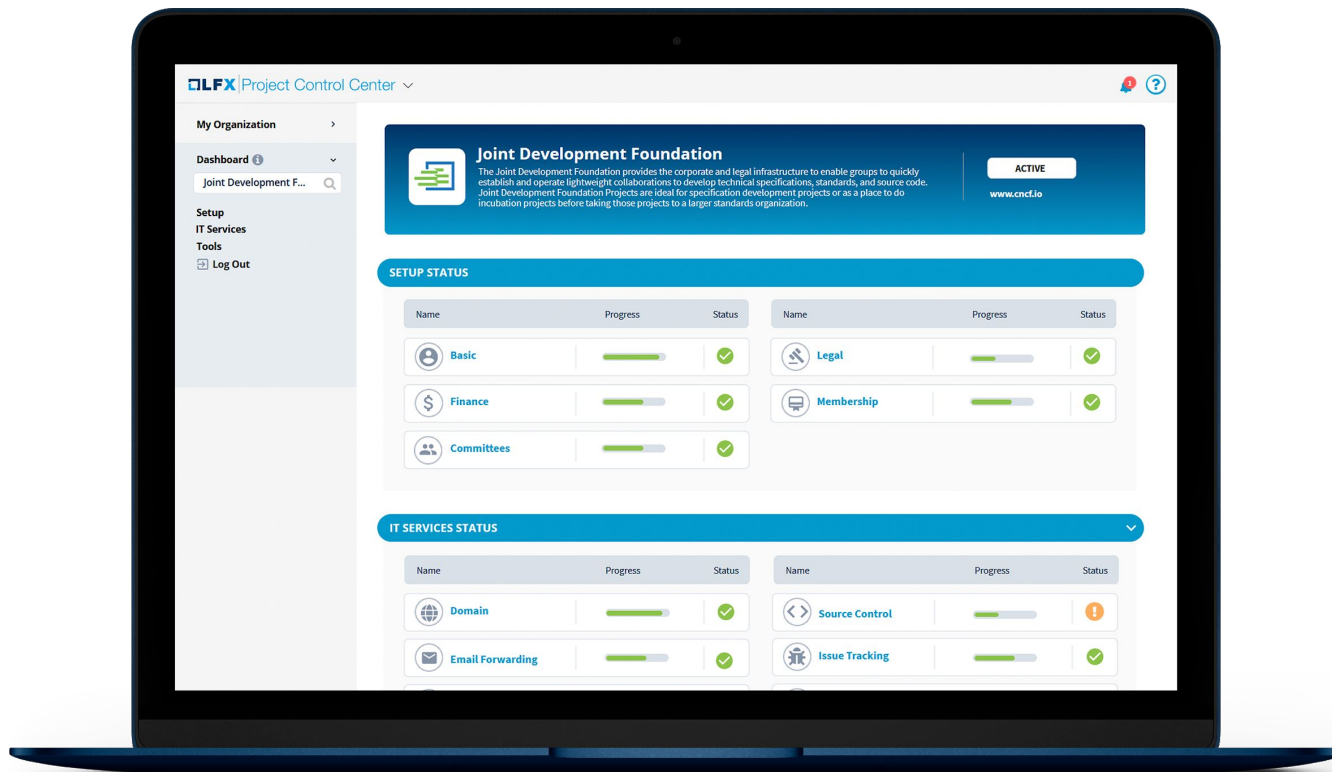 LFX Project Control Center
1
?
My Organization
Dashboard
Joint Development F...
Setup
IT Services
Tools
Log Out
Joint Development Foundation
The Joint Development Foundation provides the corporate and legal infrastructure to enable groups to quickly
establish and operate lightweight collaborations to develop technical specifications, standards, and source code.
Joint Development Foundation Projects are ideal for specification development projects or as a place to do
incubation projects before taking those projects to a larger standards organization.
ACTIVE
www.cncf.io
SETUP STATUS
Name Progress Status Name Progress Status
Basic
Legal
$ Finance
Membership
Committees
IT SERVICES STATUS
Name Progress Status Name Progress Status
Domain
Source Control
Email Forwarding
Issue Tracking